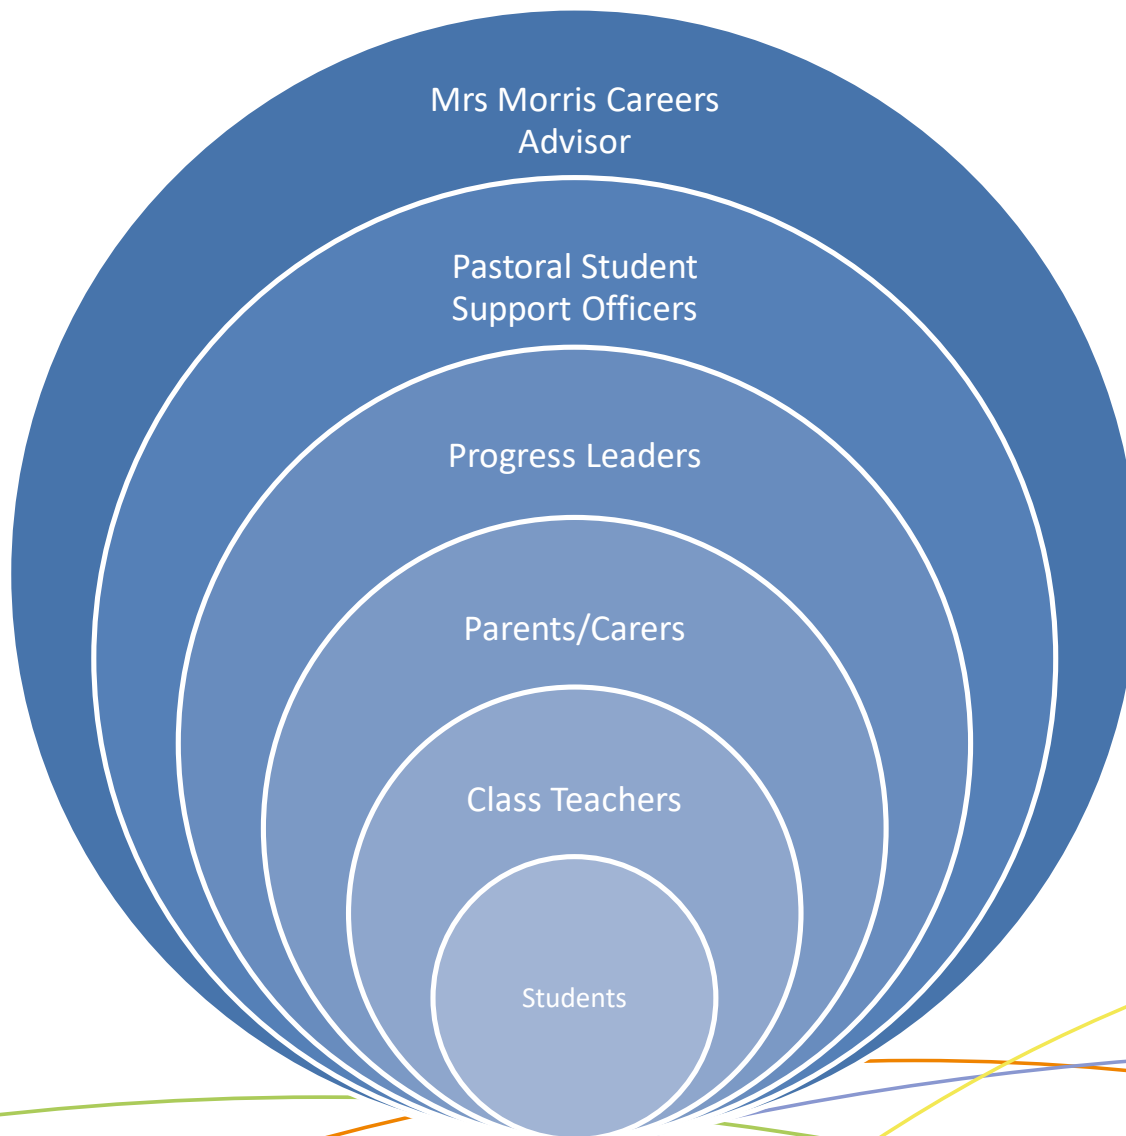 Mrs Morris Careers
Advisor
Pastoral Student
Support Officers
Progress Leaders
Parents/Carers
Class Teachers
Students